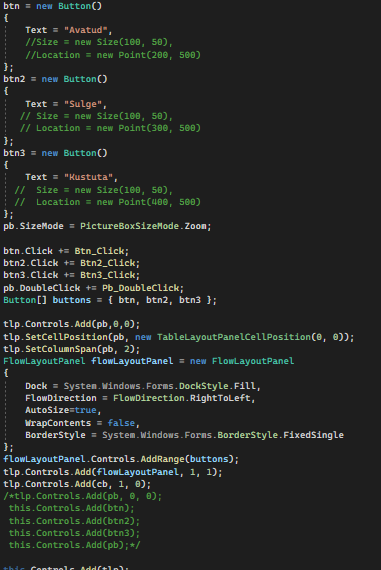 btn = new Button()
{
Text = "Avatud",
//Size = new Size(100, 50),
//Location = new Point(200, 500)
};
btn2 = new Button()
{
Text = "Sulge",
// Size = new Size(100, 50),
// Location = new Point(300, 500)
};
btn3 = new Button()
{
Text = "Kustuta",
//  Size = new Size(100, 50),
//  Location = new Point(400, 500)
};
pb.SizeMode = PictureBoxSizeMode.Zoom;
btn.Click += Btn_Click;
btn2.Click += Btn2_Click;
btn3.Click += Btn3_Click;
pb.DoubleClick += Pb_DoubleClick;
Button[] buttons = { btn, btn2, btn3 };
tlp.Controls.Add(pb,0,0);
tlp.SetCellPosition(pb, new TableLayoutPanelCellPosition(0, 0));
tlp.SetColumnSpan(pb, 2);
FlowLayoutPanel flowLayoutPanel = new FlowLayoutPanel
{
Dock = System.Windows.Forms.DockStyle.Fill,
FlowDirection = FlowDirection.RightToLeft,
AutoSize=true,
WrapContents = false,
BorderStyle = System.Windows.Forms.BorderStyle.FixedSingle
};
flowLayoutPanel.Controls.AddRange(buttons);
tlp.Controls.Add(flowLayoutPanel, 1, 1);
tlp.Controls.Add(cb, 1, 0);
/*tlp.Controls.Add(pb, 0, 0);
this.Controls.Add(btn);
this.Controls.Add(btn2);
this.Controls.Add(btn3);
this.Controls.Add(pb);*/
this.Controls.Add(tlp);